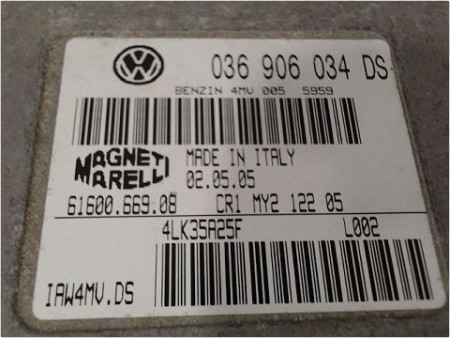 VW
036 906 034 DS
BENZIN 4MV 005 5959
MAGNETI MARELLI
MADE IN ITALY
02.05.05
61600.669.08 CR1 MY2 122 05
4LK35A25F L002
IAW4MV.DS